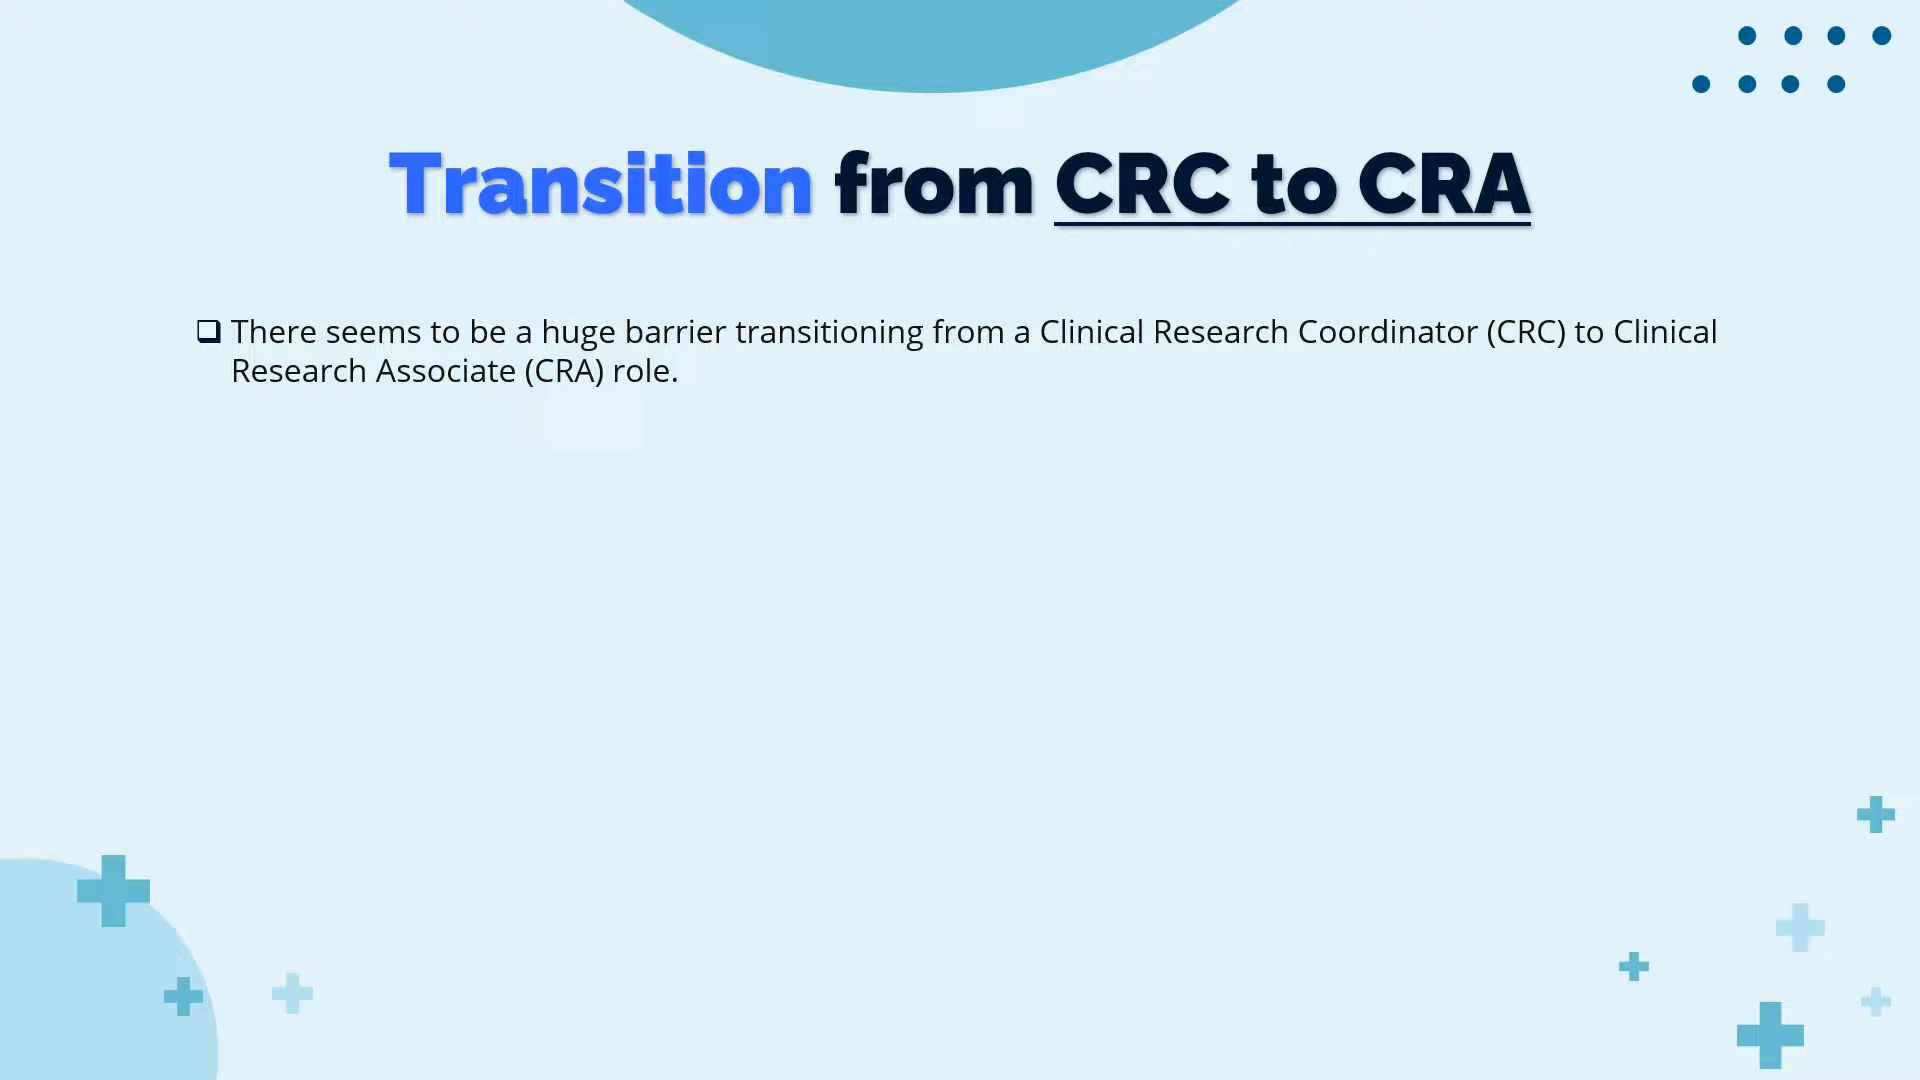 Transition from CRC to CRA
❑ There seems to be a huge barrier transitioning from a Clinical Research Coordinator (CRC) to Clinical
Research Associate (CRA) role.